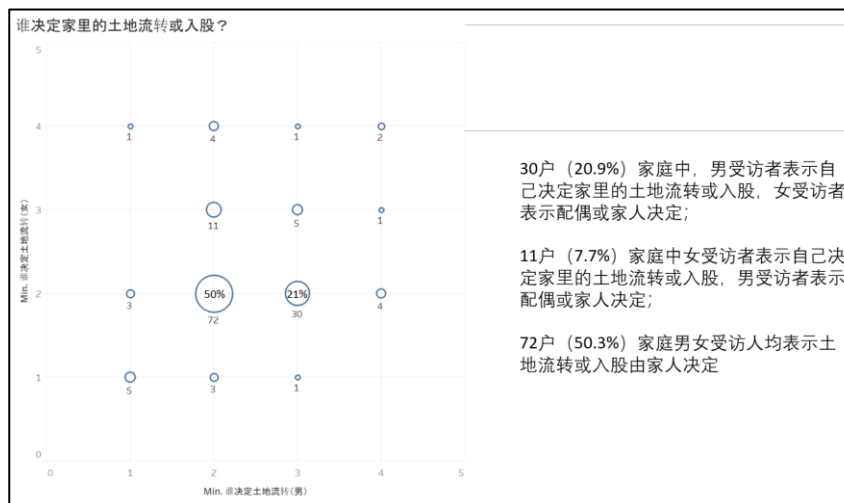 谁决定家里的土地流转或入股？
5
4
1
4
1
2
3
11
5
1
Min. 谁决定土地流转(女)
2
50%
21%
3
72
30
4
1
5
3
1
0
0
1
2
3
4
5
Min. 谁决定土地流转(男)
30户（20.9%）家庭中，男受访者表示自
己决定家里的土地流转或入股，女受访者
表示配偶或家人决定；
11户（7.7%）家庭中女受访者表示自己决
定家里的土地流转或入股，男受访者表示
配偶或家人决定；
72户（50.3%）家庭男女受访人均表示土
地流转或入股由家人决定